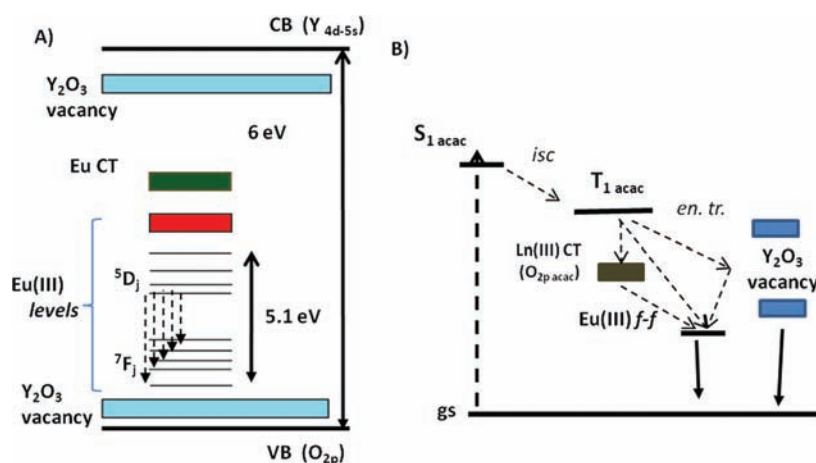 A)
CB (Y 4d-5s)
Y2O3
vacancy
6 eV
Eu CT
Eu(III)
levels
5Dj
5.1 eV
7Fj
Y2O3
vacancy
VB (O2p)
B)
S1 acac
isc
T1 acac
en. tr.
Ln(III) CT
(O2p acac)
Y2O3
vacancy
Eu(III) f-f
gs